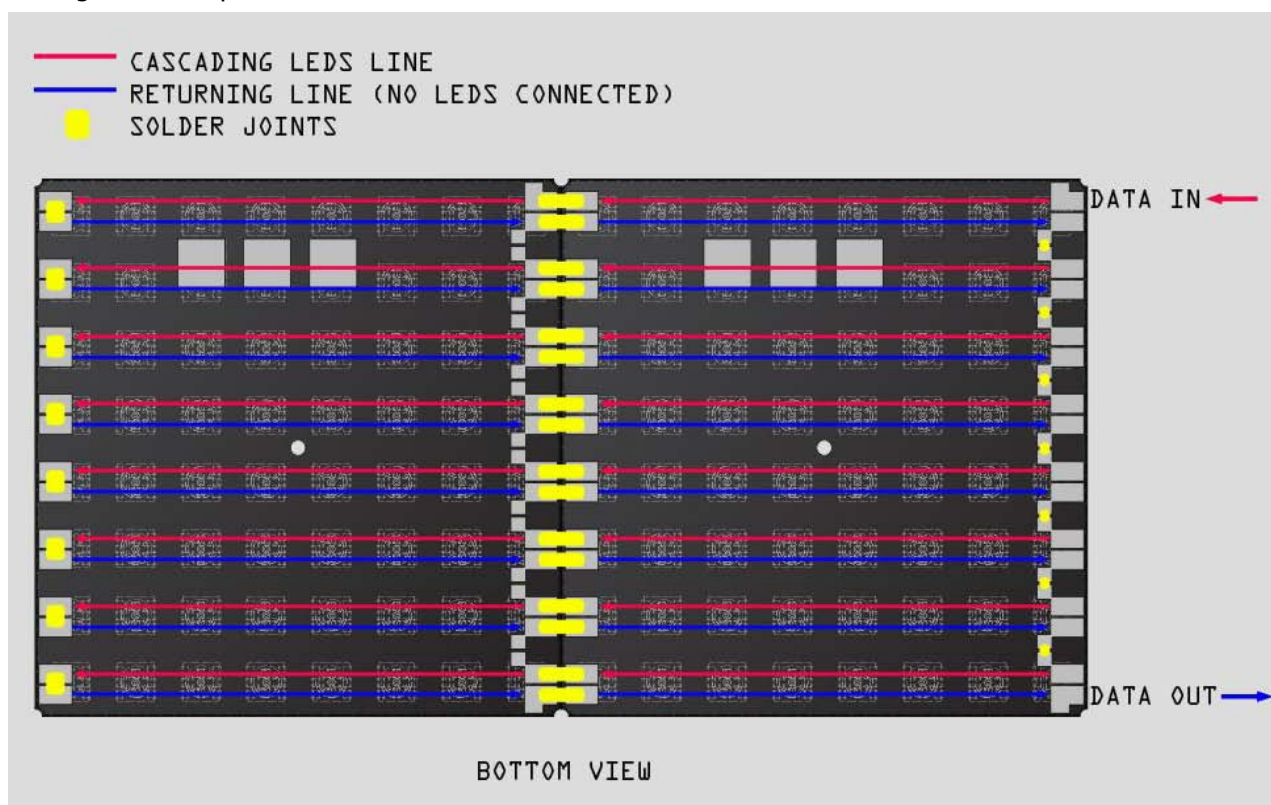 CASCADING LEDS LINE
RETURNING LINE (NO LEDS CONNECTED)
SOLDER JOINTS
DATA IN
DATA OUT
BOTTOM VIEW